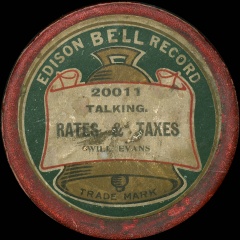 EDISON BELL RECORD
20011
TALKING.
RATES & TAXES
WILL EVANS
TRADE MARK